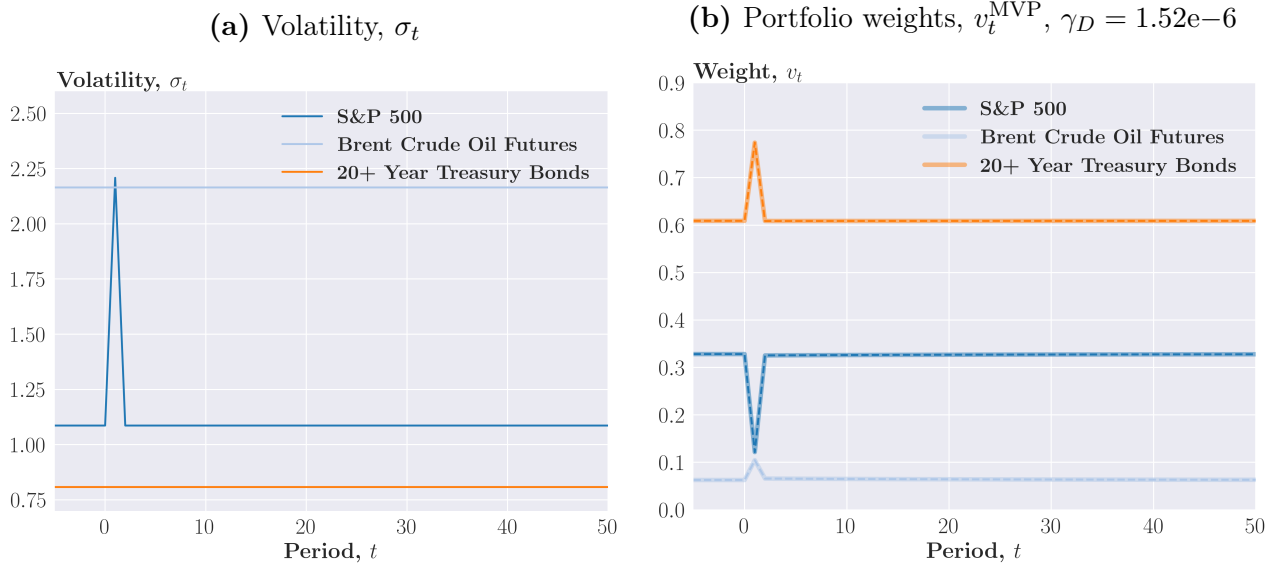 (a) Volatility, σt
Volatility, σt
2.50
2.25
2.00
1.75
1.50
1.25
1.00
0.75
S&P 500
Brent Crude Oil Futures
20+ Year Treasury Bonds
0 10 20 30 40 50
Period, t
(b) Portfolio weights, v_t^MVP, γ_D = 1.52e−6
Weight, vt
0.9
0.8
0.7
0.6
0.5
0.4
0.3
0.2
0.1
0.0
S&P 500
Brent Crude Oil Futures
20+ Year Treasury Bonds
0 10 20 30 40 50
Period, t